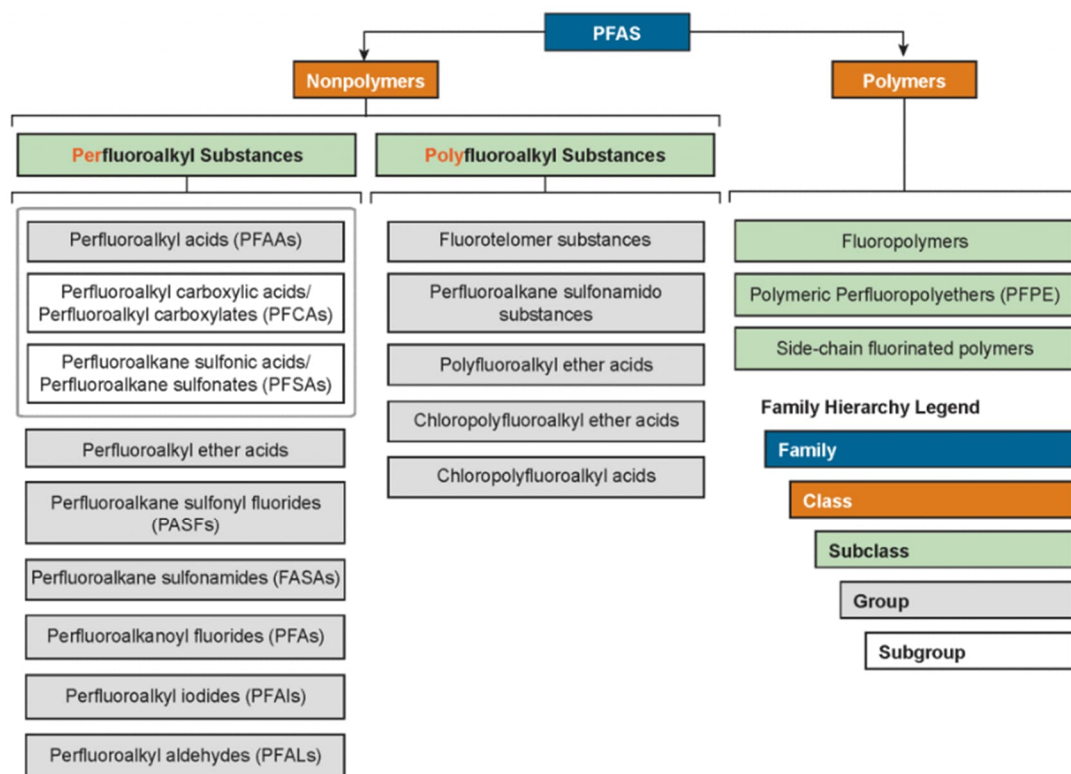 PFAS
Nonpolymers
Polymers
Perfluoroalkyl Substances
Polyfluoroalkyl Substances
Perfluoroalkyl acids (PFAAs)
Perfluoroalkyl carboxylic acids/
Perfluoroalkyl carboxylates (PFCAs)
Perfluoroalkane sulfonic acids/
Perfluoroalkane sulfonates (PFSAs)
Perfluoroalkyl ether acids
Perfluoroalkane sulfonyl fluorides
(PASFs)
Perfluoroalkane sulfonamides (FASAs)
Perfluoroalkanoyl fluorides (PFAs)
Perfluoroalkyl iodides (PFAIs)
Perfluoroalkyl aldehydes (PFALs)
Fluorotelomer substances
Perfluoroalkane sulfonamido
substances
Polyfluoroalkyl ether acids
Chloropolyfluoroalkyl ether acids
Chloropolyfluoroalkyl acids
Fluoropolymers
Polymeric Perfluoropolyethers (PFPE)
Side-chain fluorinated polymers
Family Hierarchy Legend
Family
Class
Subclass
Group
Subgroup